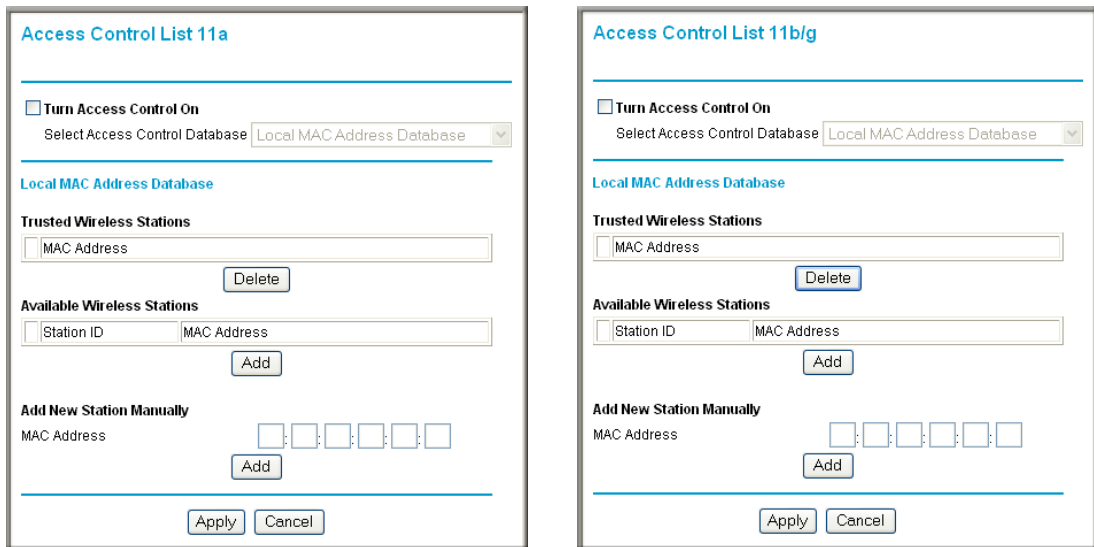 Access Control List 11a
Turn Access Control On
Select Access Control Database Local MAC Address Database
Local MAC Address Database
Trusted Wireless Stations
MAC Address
Delete
Available Wireless Stations
Station ID MAC Address
Add
Add New Station Manually
MAC Address : : : : :
Add
Apply Cancel
Access Control List 11b/g
Turn Access Control On
Select Access Control Database Local MAC Address Database
Local MAC Address Database
Trusted Wireless Stations
MAC Address
Delete
Available Wireless Stations
Station ID MAC Address
Add
Add New Station Manually
MAC Address : : : : :
Add
Apply Cancel